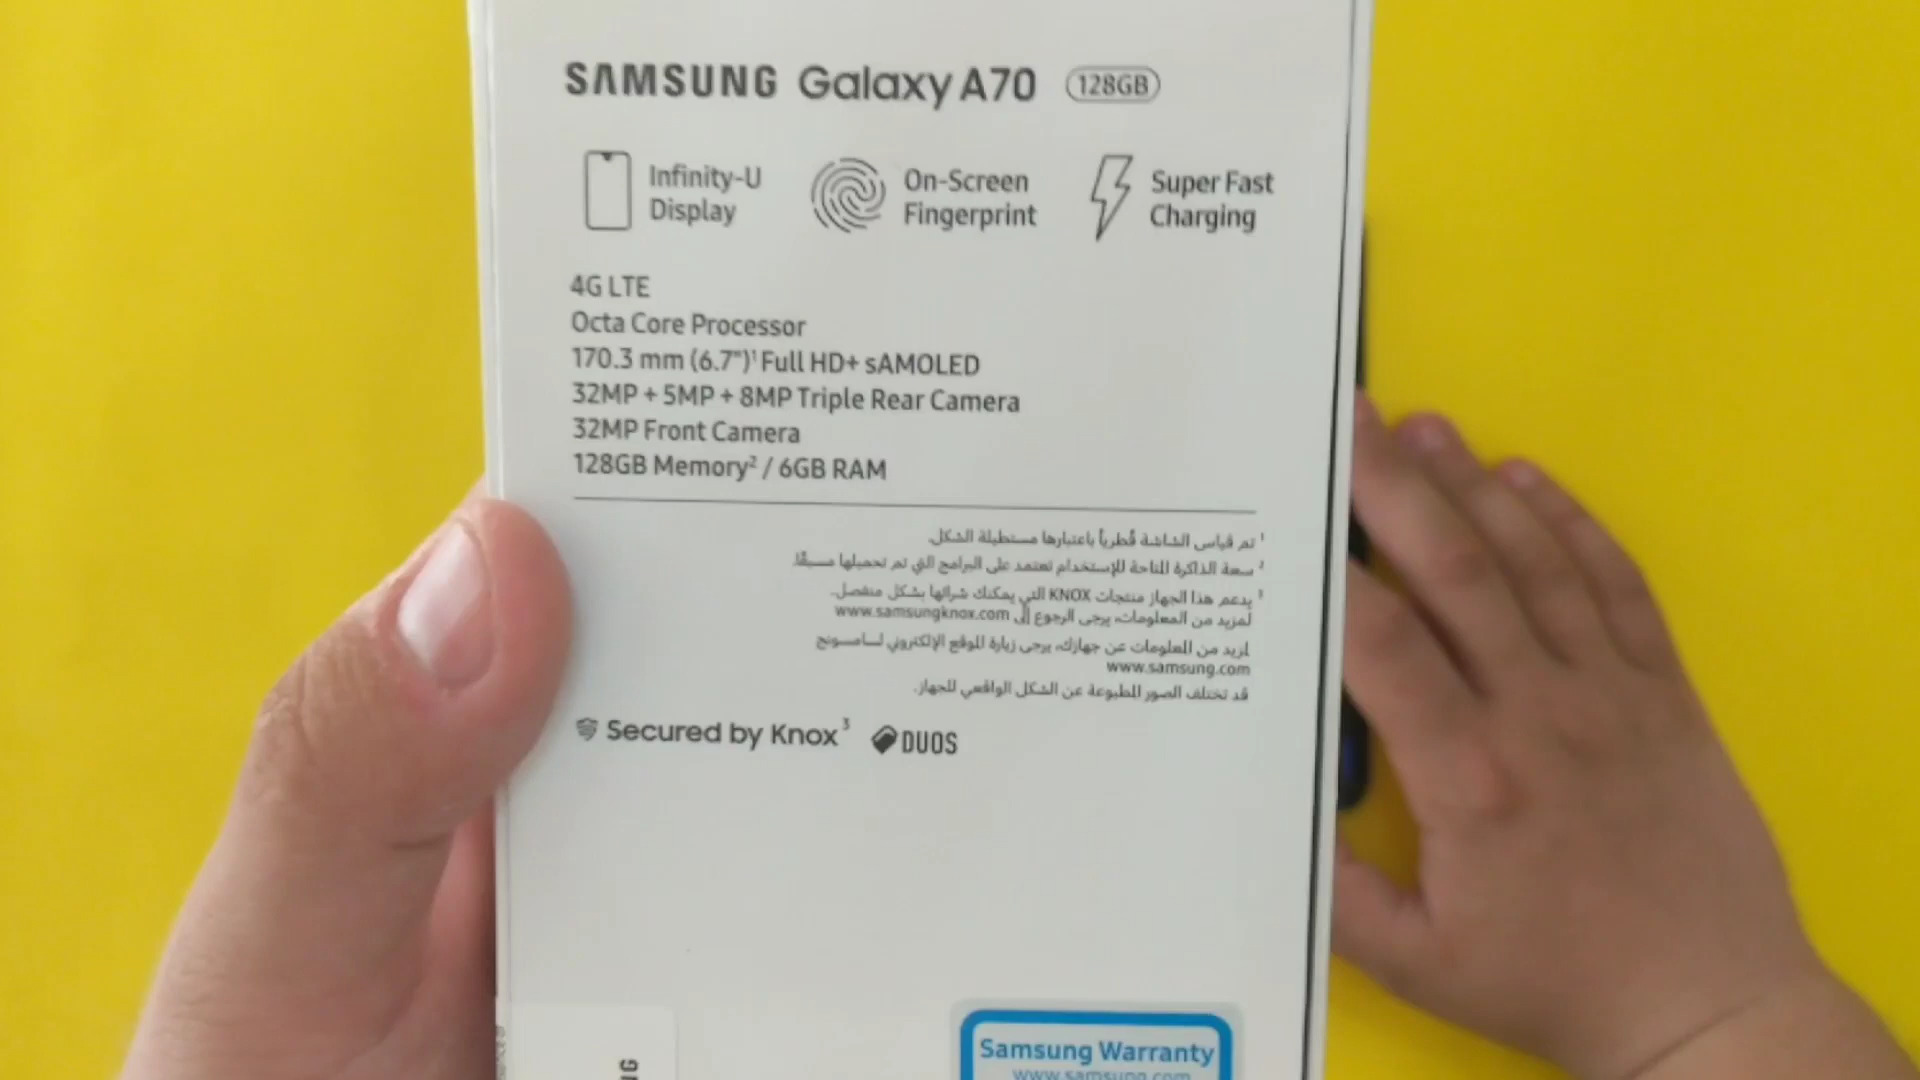 SAMSUNG Galaxy A70 128GB
Infinity-U Display
On-Screen Fingerprint
Super Fast Charging
4G LTE
Octa Core Processor
170.3 mm (6.7")¹ Full HD+ sAMOLED
32MP + 5MP + 8MP Triple Rear Camera
32MP Front Camera
128GB Memory² / 6GB RAM
¹ تم قياس الشاشة قُطرياً باعتبارها مستطيلة الشكل.
² سعة الذاكرة المتاحة للإستخدام تعتمد على البرامج التي تم تحميلها مسبقًا.
³ يدعم هذا الجهاز منتجات KNOX التي يمكنك شرائها بشكل منفصل.
لمزيد من المعلومات، يرجى الرجوع إلى www.samsungknox.com
لمزيد من المعلومات عن جهازك، يرجى زيارة الموقع الإلكتروني لسامسونج
www.samsung.com
قد تختلف الصور المطبوعة عن الشكل الواقعي للجهاز.
Secured by Knox³ DUOS
Samsung Warranty
www.samsung.com